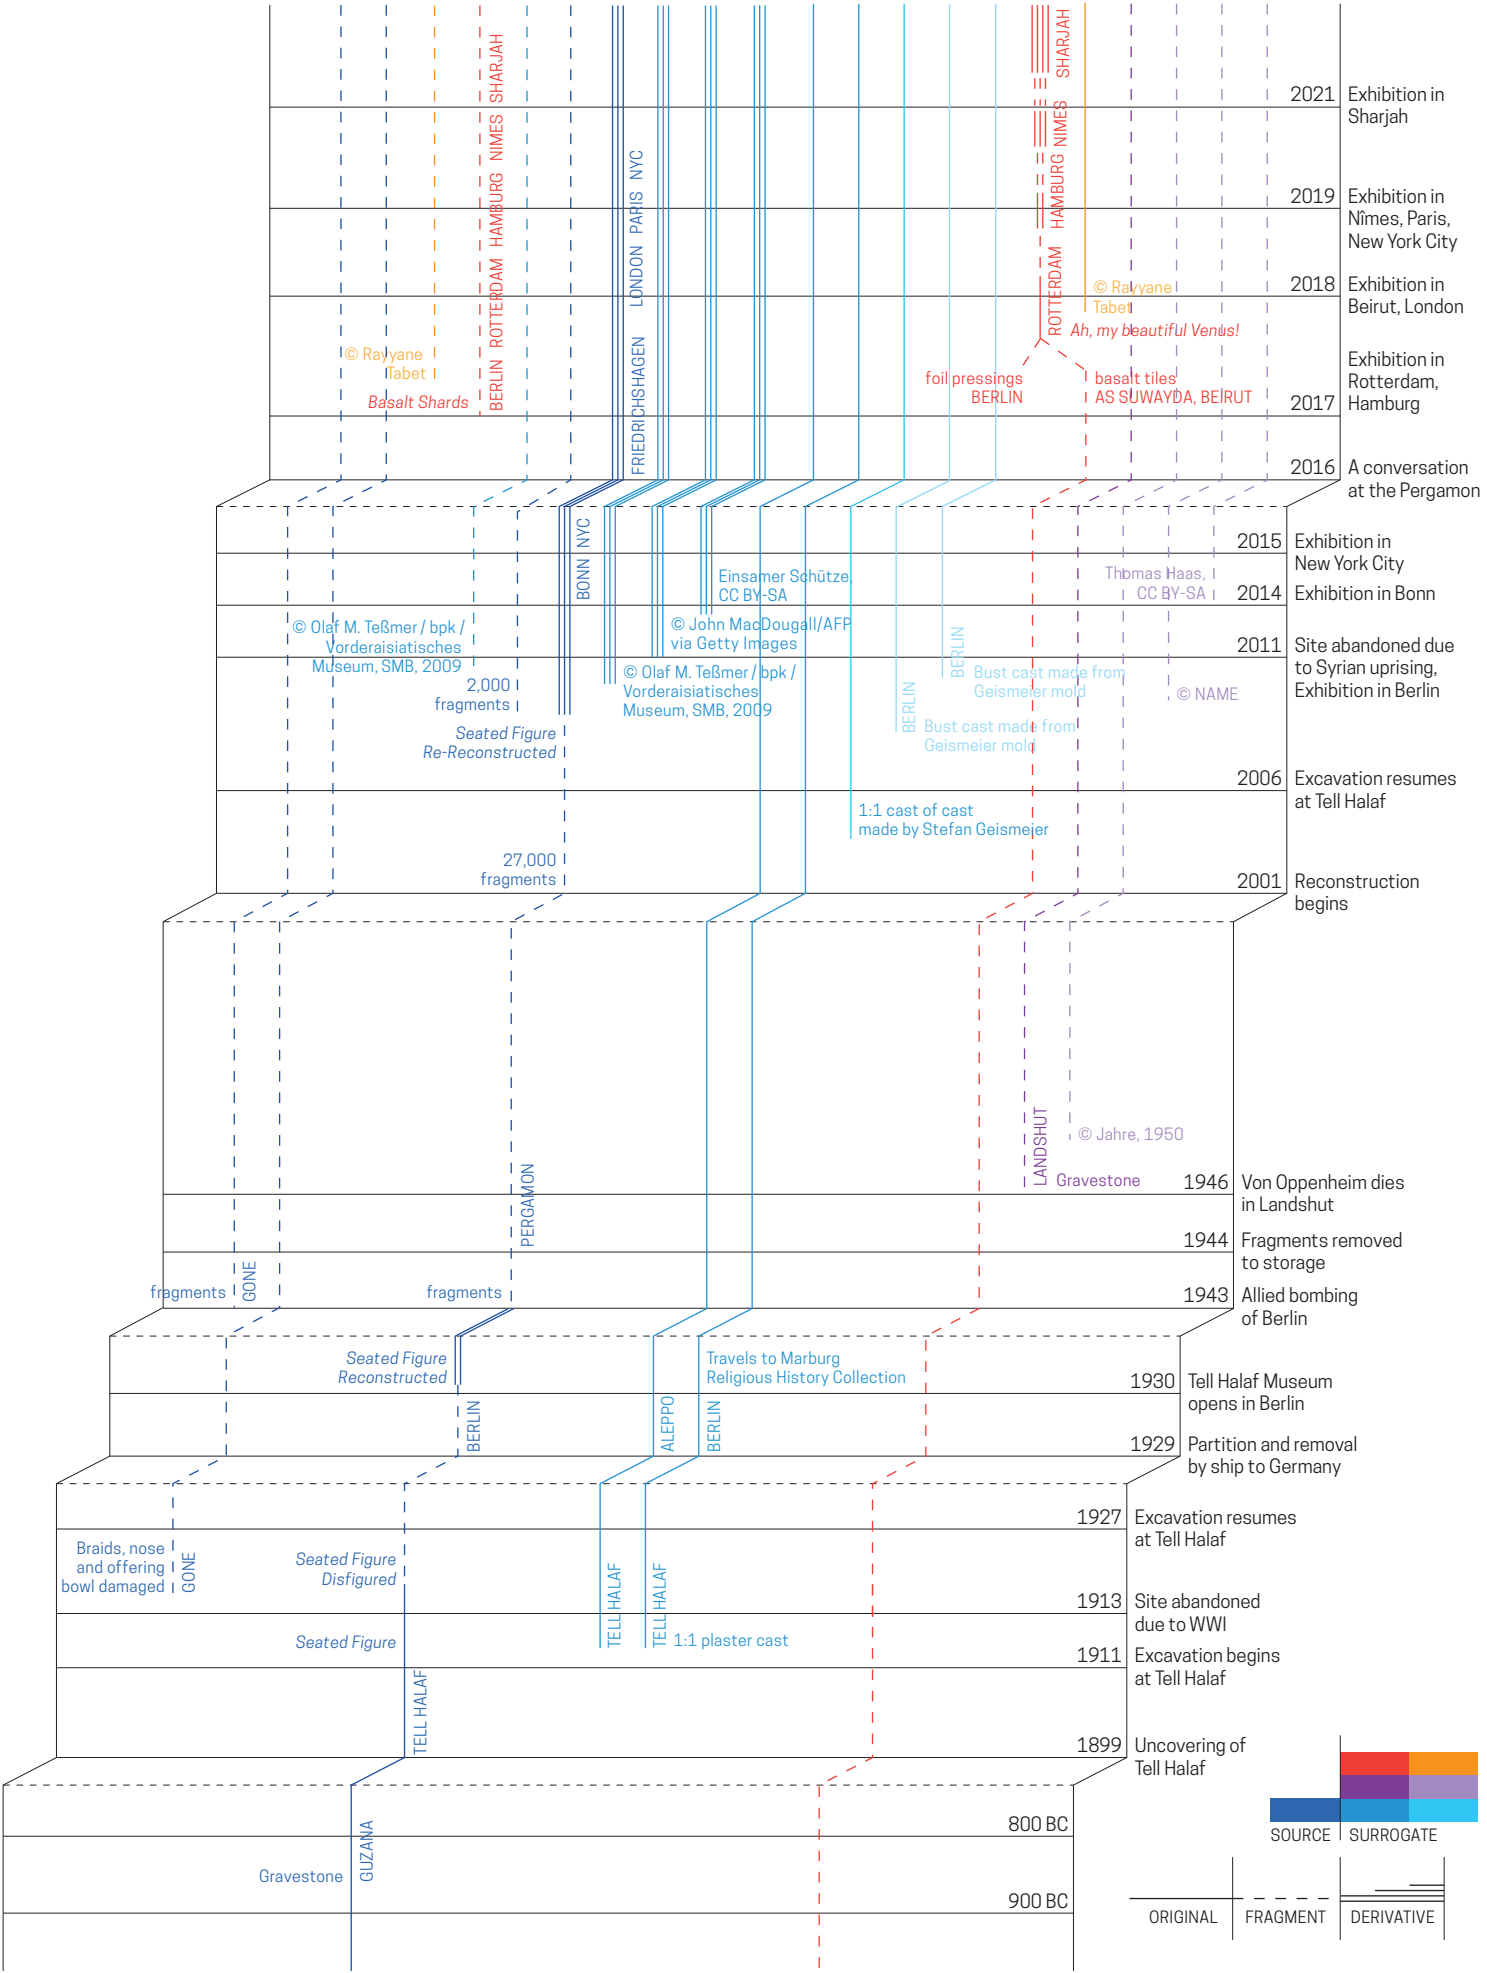 SHARJAH
NIMES
HAMBURG
ROTTERDAM
BERLIN
NYC
PARIS
LONDON
FRIEDRICHSHAGEN
SHARJAH
NIMES
HAMBURG
ROTTERDAM
2021 Exhibition in
Sharjah
2019 Exhibition in
Nîmes, Paris,
New York City
2018 Exhibition in
Beirut, London
© Rayyane
Tabet
Ah, my beautiful Venus!
© Rayyane
Tabet
Basalt Shards
foil pressings
BERLIN
basalt tiles
AS SUWAYDA, BEIRUT
Exhibition in
Rotterdam,
2017 Hamburg
2016 A conversation
at the Pergamon
BONN NYC
2015 Exhibition in
New York City
Einsamer Schütze,
CC BY-SA
Thomas Haas,
CC BY-SA
2014 Exhibition in Bonn
© Olaf M. Teßmer / bpk /
Vorderaisiatisches
Museum, SMB, 2009
© John MacDougall/AFP
via Getty Images
2011 Site abandoned due
to Syrian uprising,
Exhibition in Berlin
2,000
fragments
© Olaf M. Teßmer / bpk /
Vorderaisiatisches
Museum, SMB, 2009
BERLIN
Bust cast made from
Geismeier mold
© NAME
BERLIN
Bust cast made from
Geismeier mold
Seated Figure
Re-Reconstructed
2006 Excavation resumes
at Tell Halaf
1:1 cast of cast
made by Stefan Geismeier
27,000
fragments
2001 Reconstruction
begins
LANDSHUT
© Jahre, 1950
Gravestone
1946 Von Oppenheim dies
in Landshut
PERGAMON
1944 Fragments removed
to storage
fragments
GONE
fragments
1943 Allied bombing
of Berlin
Seated Figure
Reconstructed
Travels to Marburg
Religious History Collection
1930 Tell Halaf Museum
opens in Berlin
BERLIN
ALEPPO
BERLIN
1929 Partition and removal
by ship to Germany
1927 Excavation resumes
at Tell Halaf
Braids, nose
and offering
bowl damaged
GONE
Seated Figure
Disfigured
TELL HALAF
TELL HALAF
1913 Site abandoned
due to WWI
Seated Figure
1:1 plaster cast
1911 Excavation begins
at Tell Halaf
TELL HALAF
1899 Uncovering of
Tell Halaf
800 BC
GUZANA
Gravestone
900 BC
SOURCE SURROGATE
ORIGINAL FRAGMENT DERIVATIVE